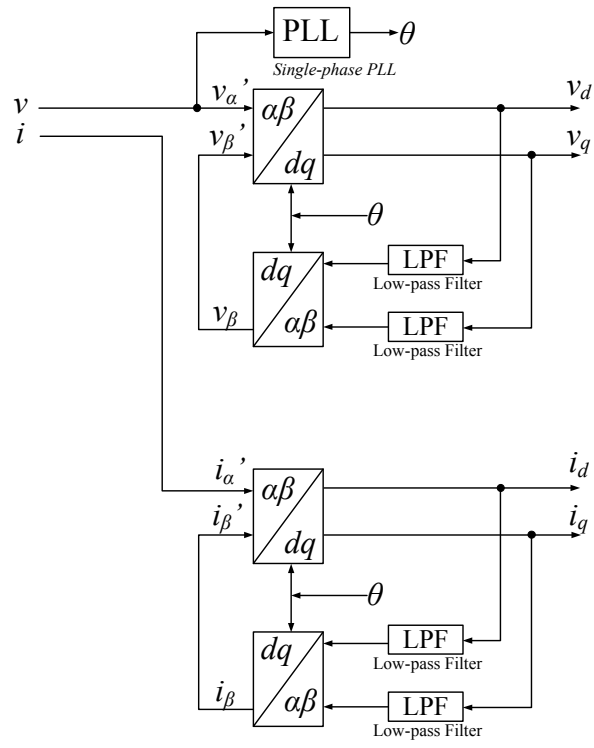 PLL θ
Single-phase PLL
v vα’ αβ vd
i vβ’ dq vq
θ
dq LPF
Low-pass Filter
vβ αβ LPF
Low-pass Filter
iα’ αβ id
iβ’ dq iq
θ
dq LPF
Low-pass Filter
iβ αβ LPF
Low-pass Filter